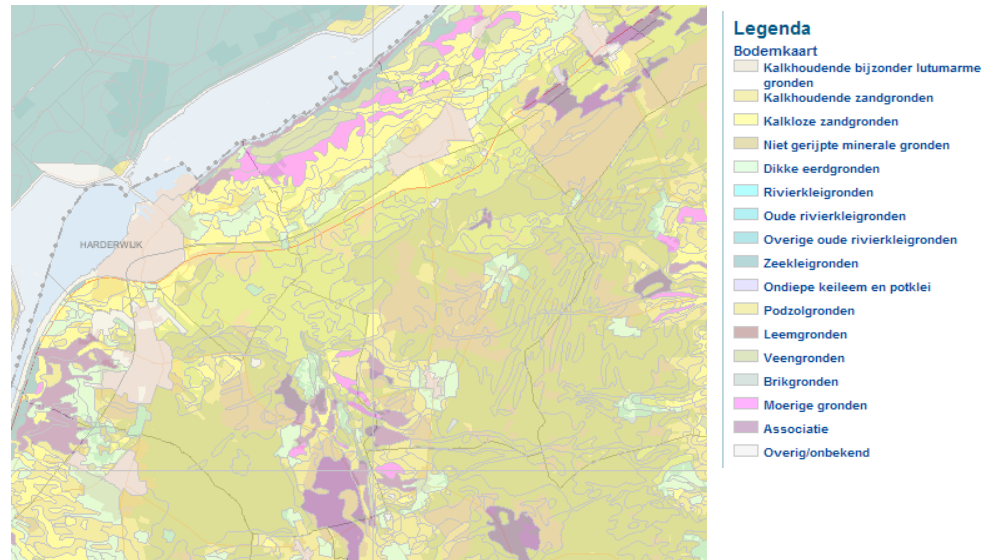 HARDERWIJK
Legenda
Bodemkaart
Kalkhoudende bijzonder lutumarme
gronden
Kalkhoudende zandgronden
Kalkloze zandgronden
Niet gerijpte minerale gronden
Dikke eerdgronden
Rivierkleigronden
Oude rivierkleigronden
Overige oude rivierkleigronden
Zeekleigronden
Ondiepe keileem en potklei
Podzolgronden
Leemgronden
Veengronden
Brikgronden
Moerige gronden
Associatie
Overig/onbekend